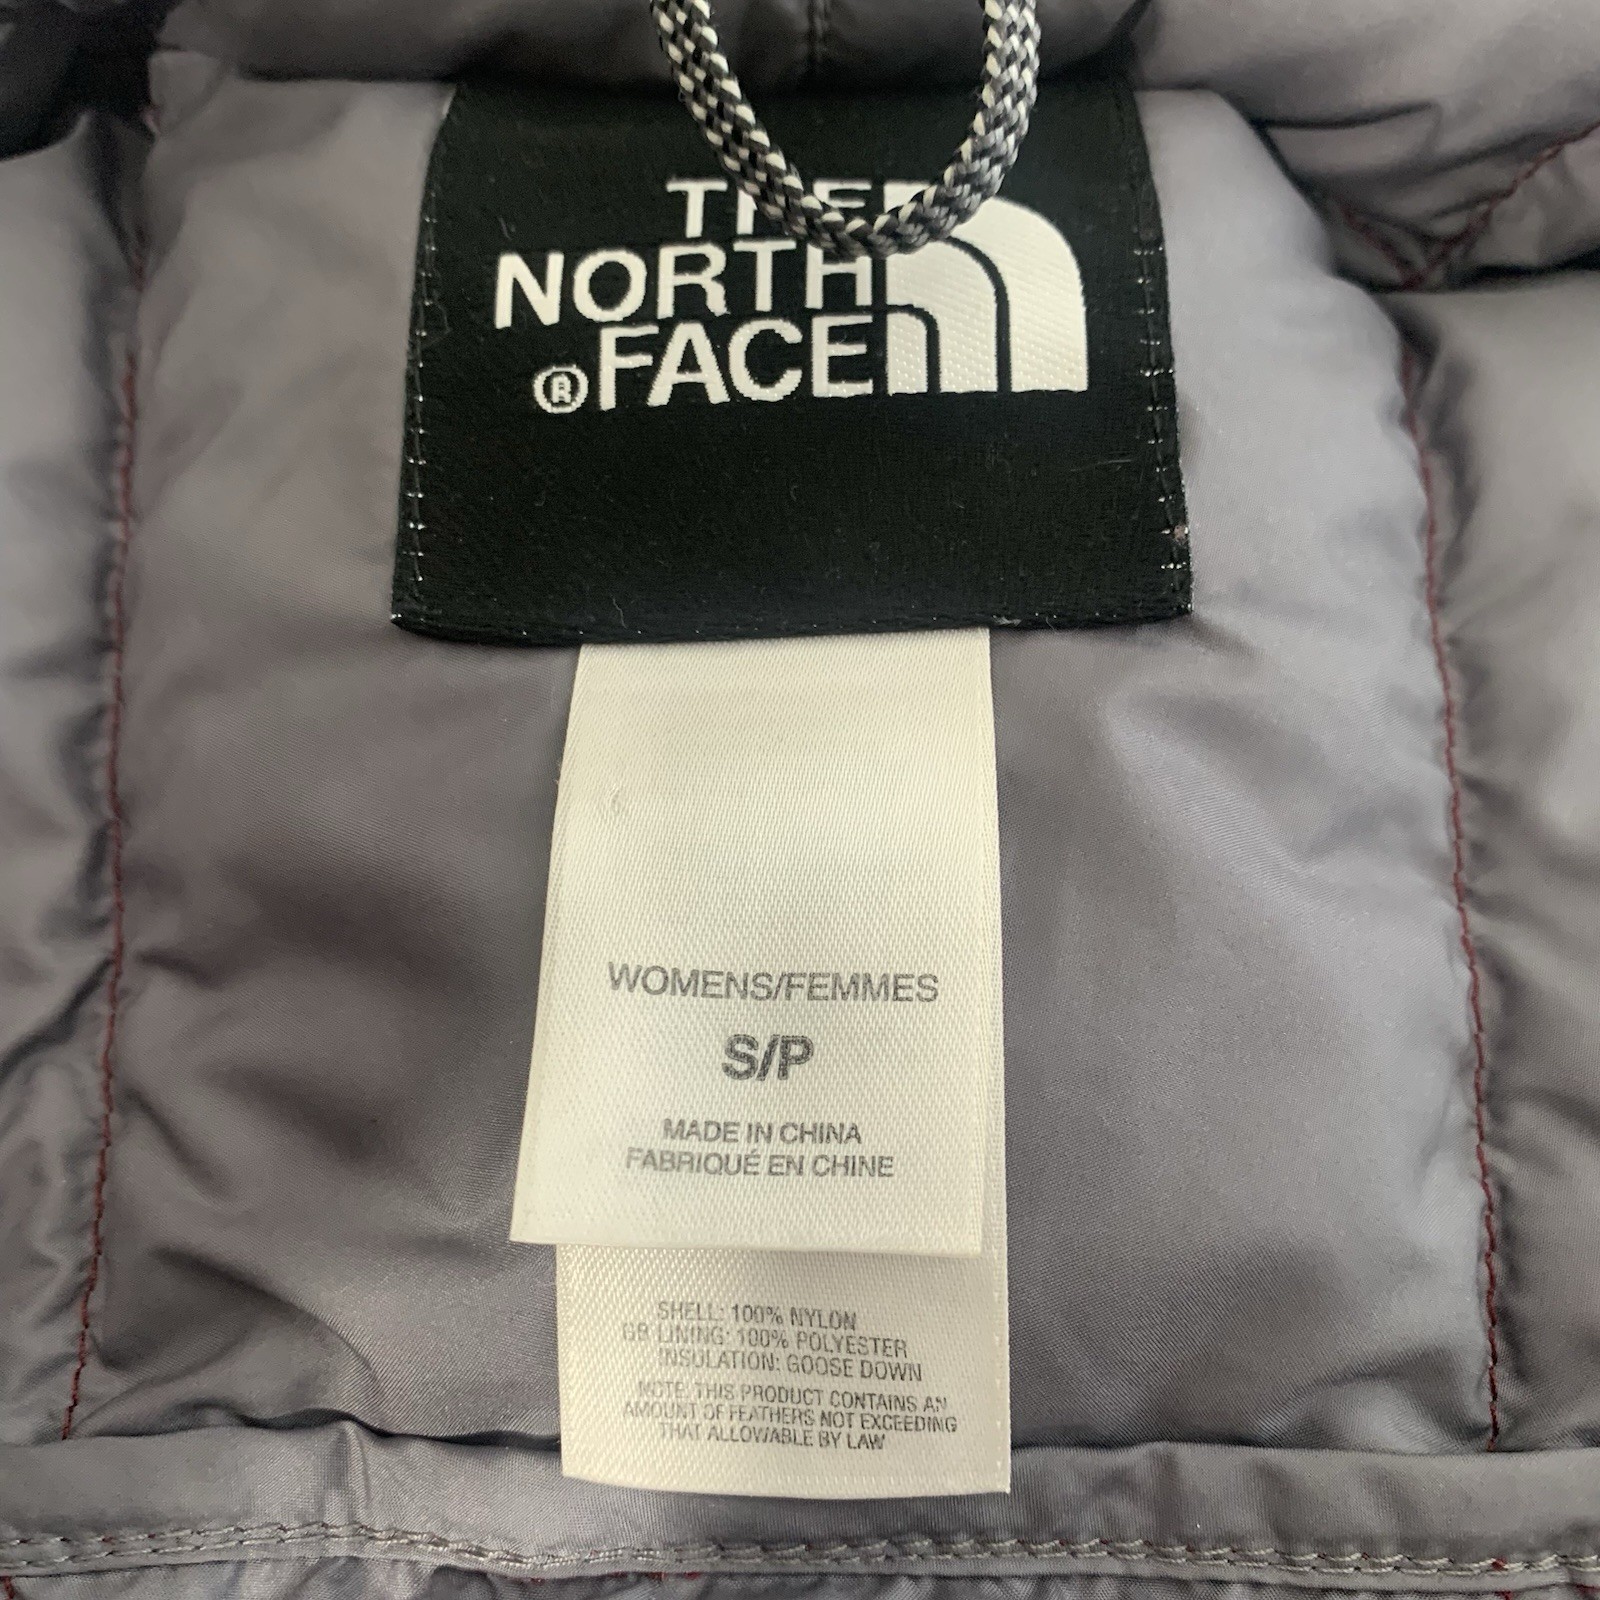 THE
NORTH
® FACE
WOMENS/FEMMES
S/P
MADE IN CHINA
FABRIQUÉ EN CHINE
SHELL: 100% NYLON
GB LINING: 100% POLYESTER
INSULATION: GOOSE DOWN
NOTE: THIS PRODUCT CONTAINS AN
AMOUNT OF FEATHERS NOT EXCEEDING
THAT ALLOWABLE BY LAW